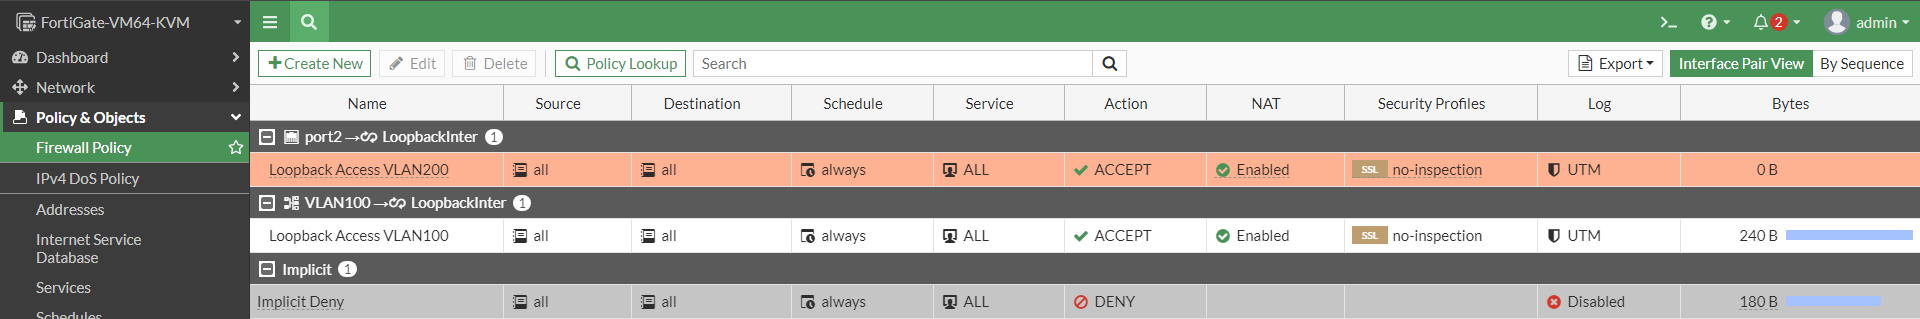 FortiGate-VM64-KVM
2
admin
Dashboard
Network
Policy & Objects
Firewall Policy
IPv4 DoS Policy
Addresses
Internet Service
Database
Services
Schedules
Create New Edit Delete Policy Lookup Search Export Interface Pair View By Sequence
Name Source Destination Schedule Service Action NAT Security Profiles Log Bytes
port2 → LoopbackInter 1
Loopback Access VLAN200 all all always ALL ACCEPT Enabled SSL no-inspection UTM 0 B
VLAN100 → LoopbackInter 1
Loopback Access VLAN100 all all always ALL ACCEPT Enabled SSL no-inspection UTM 240 B
Implicit 1
Implicit Deny all all always ALL DENY Disabled 180 B